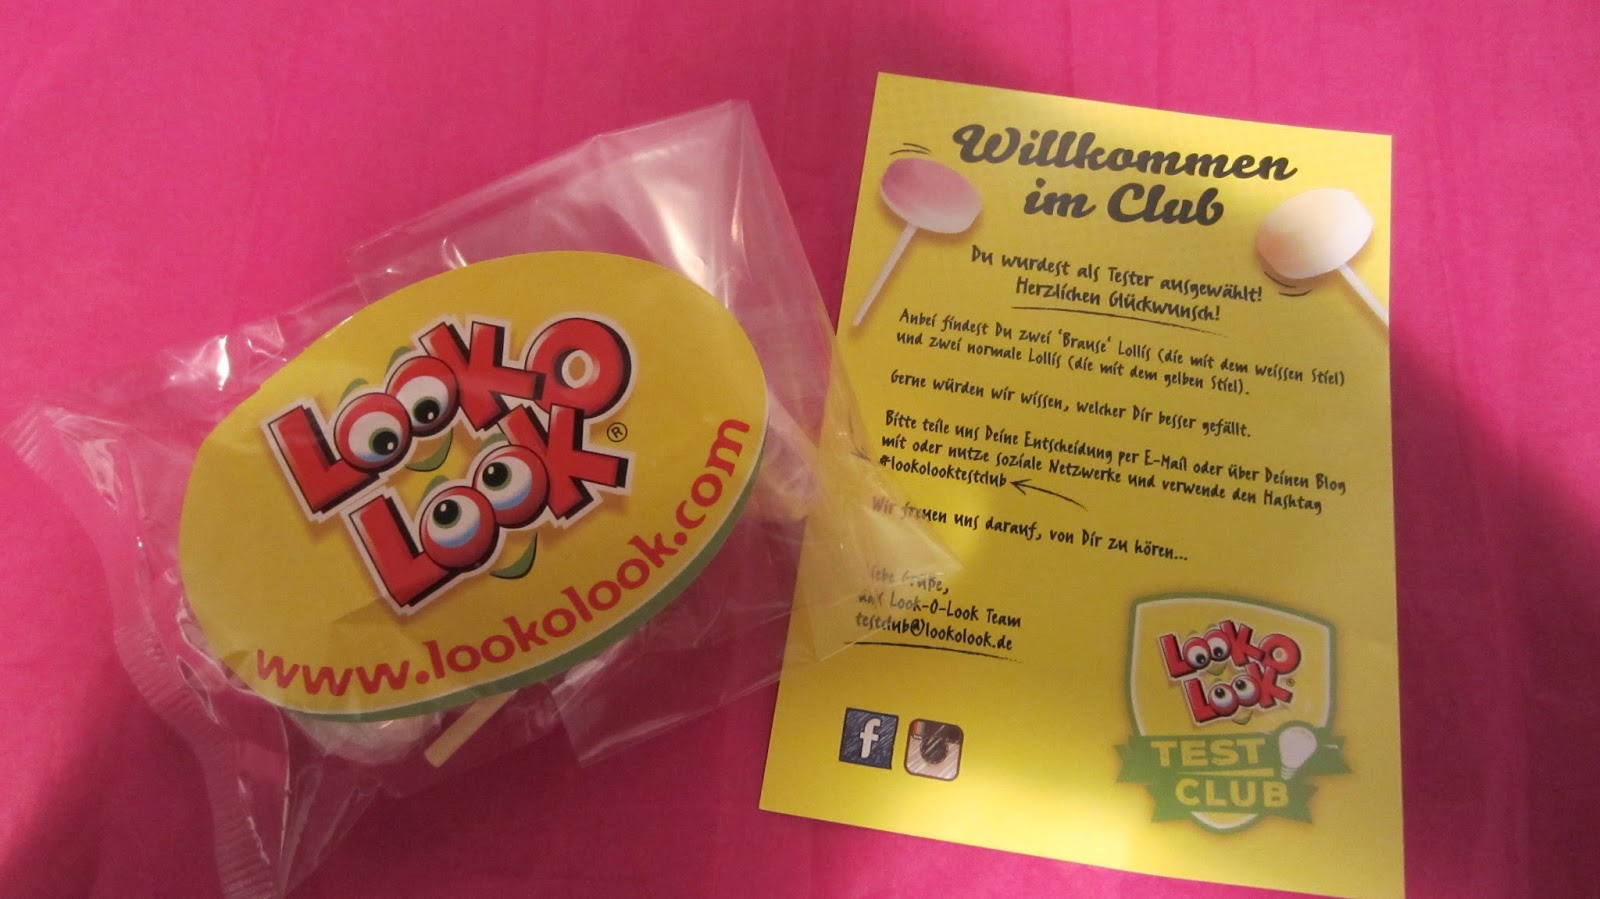 LOOK-O
LOOK®
www.lookolook.com
Willkommen
im Club
Du wurdest als Tester ausgewählt!
Herzlichen Glückwunsch!
Anbei findest Du zwei 'Brause' Lollis (die mit dem weissen Stiel)
und zwei normale Lollis (die mit dem gelben Stiel).
Gerne würden wir wissen, welcher Dir besser gefällt.
Bitte teile uns Deine Entscheidung per E-Mail oder über Deinen Blog
mit oder nutze soziale Netzwerke und verwende den Hashtag
#lookolooktestclub
Wir freuen uns darauf, von Dir zu hören...
Liebe Grüße,
das Look-O-Look Team
testclub@lookolook.de
f
LOOK-O
LOOK®
TEST
CLUB